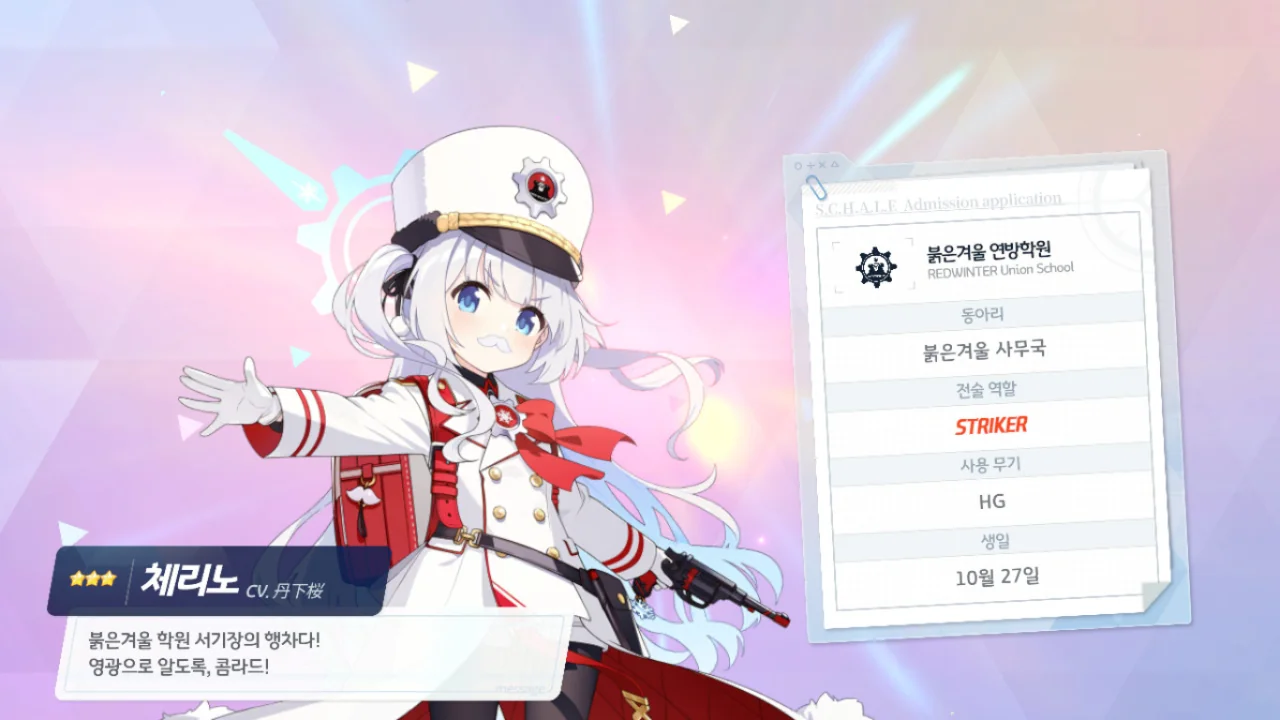 S.C.H.A.L.E Admission application
붉은겨울 연방학원
REDWINTER Union School
동아리
붉은겨울 사무국
전술 역할
STRIKER
사용 무기
HG
생일
10월 27일
체리노 CV. 丹下桜
붉은겨울 학원 서기장의 행차다!
영광으로 알도록, 콤라드!
message